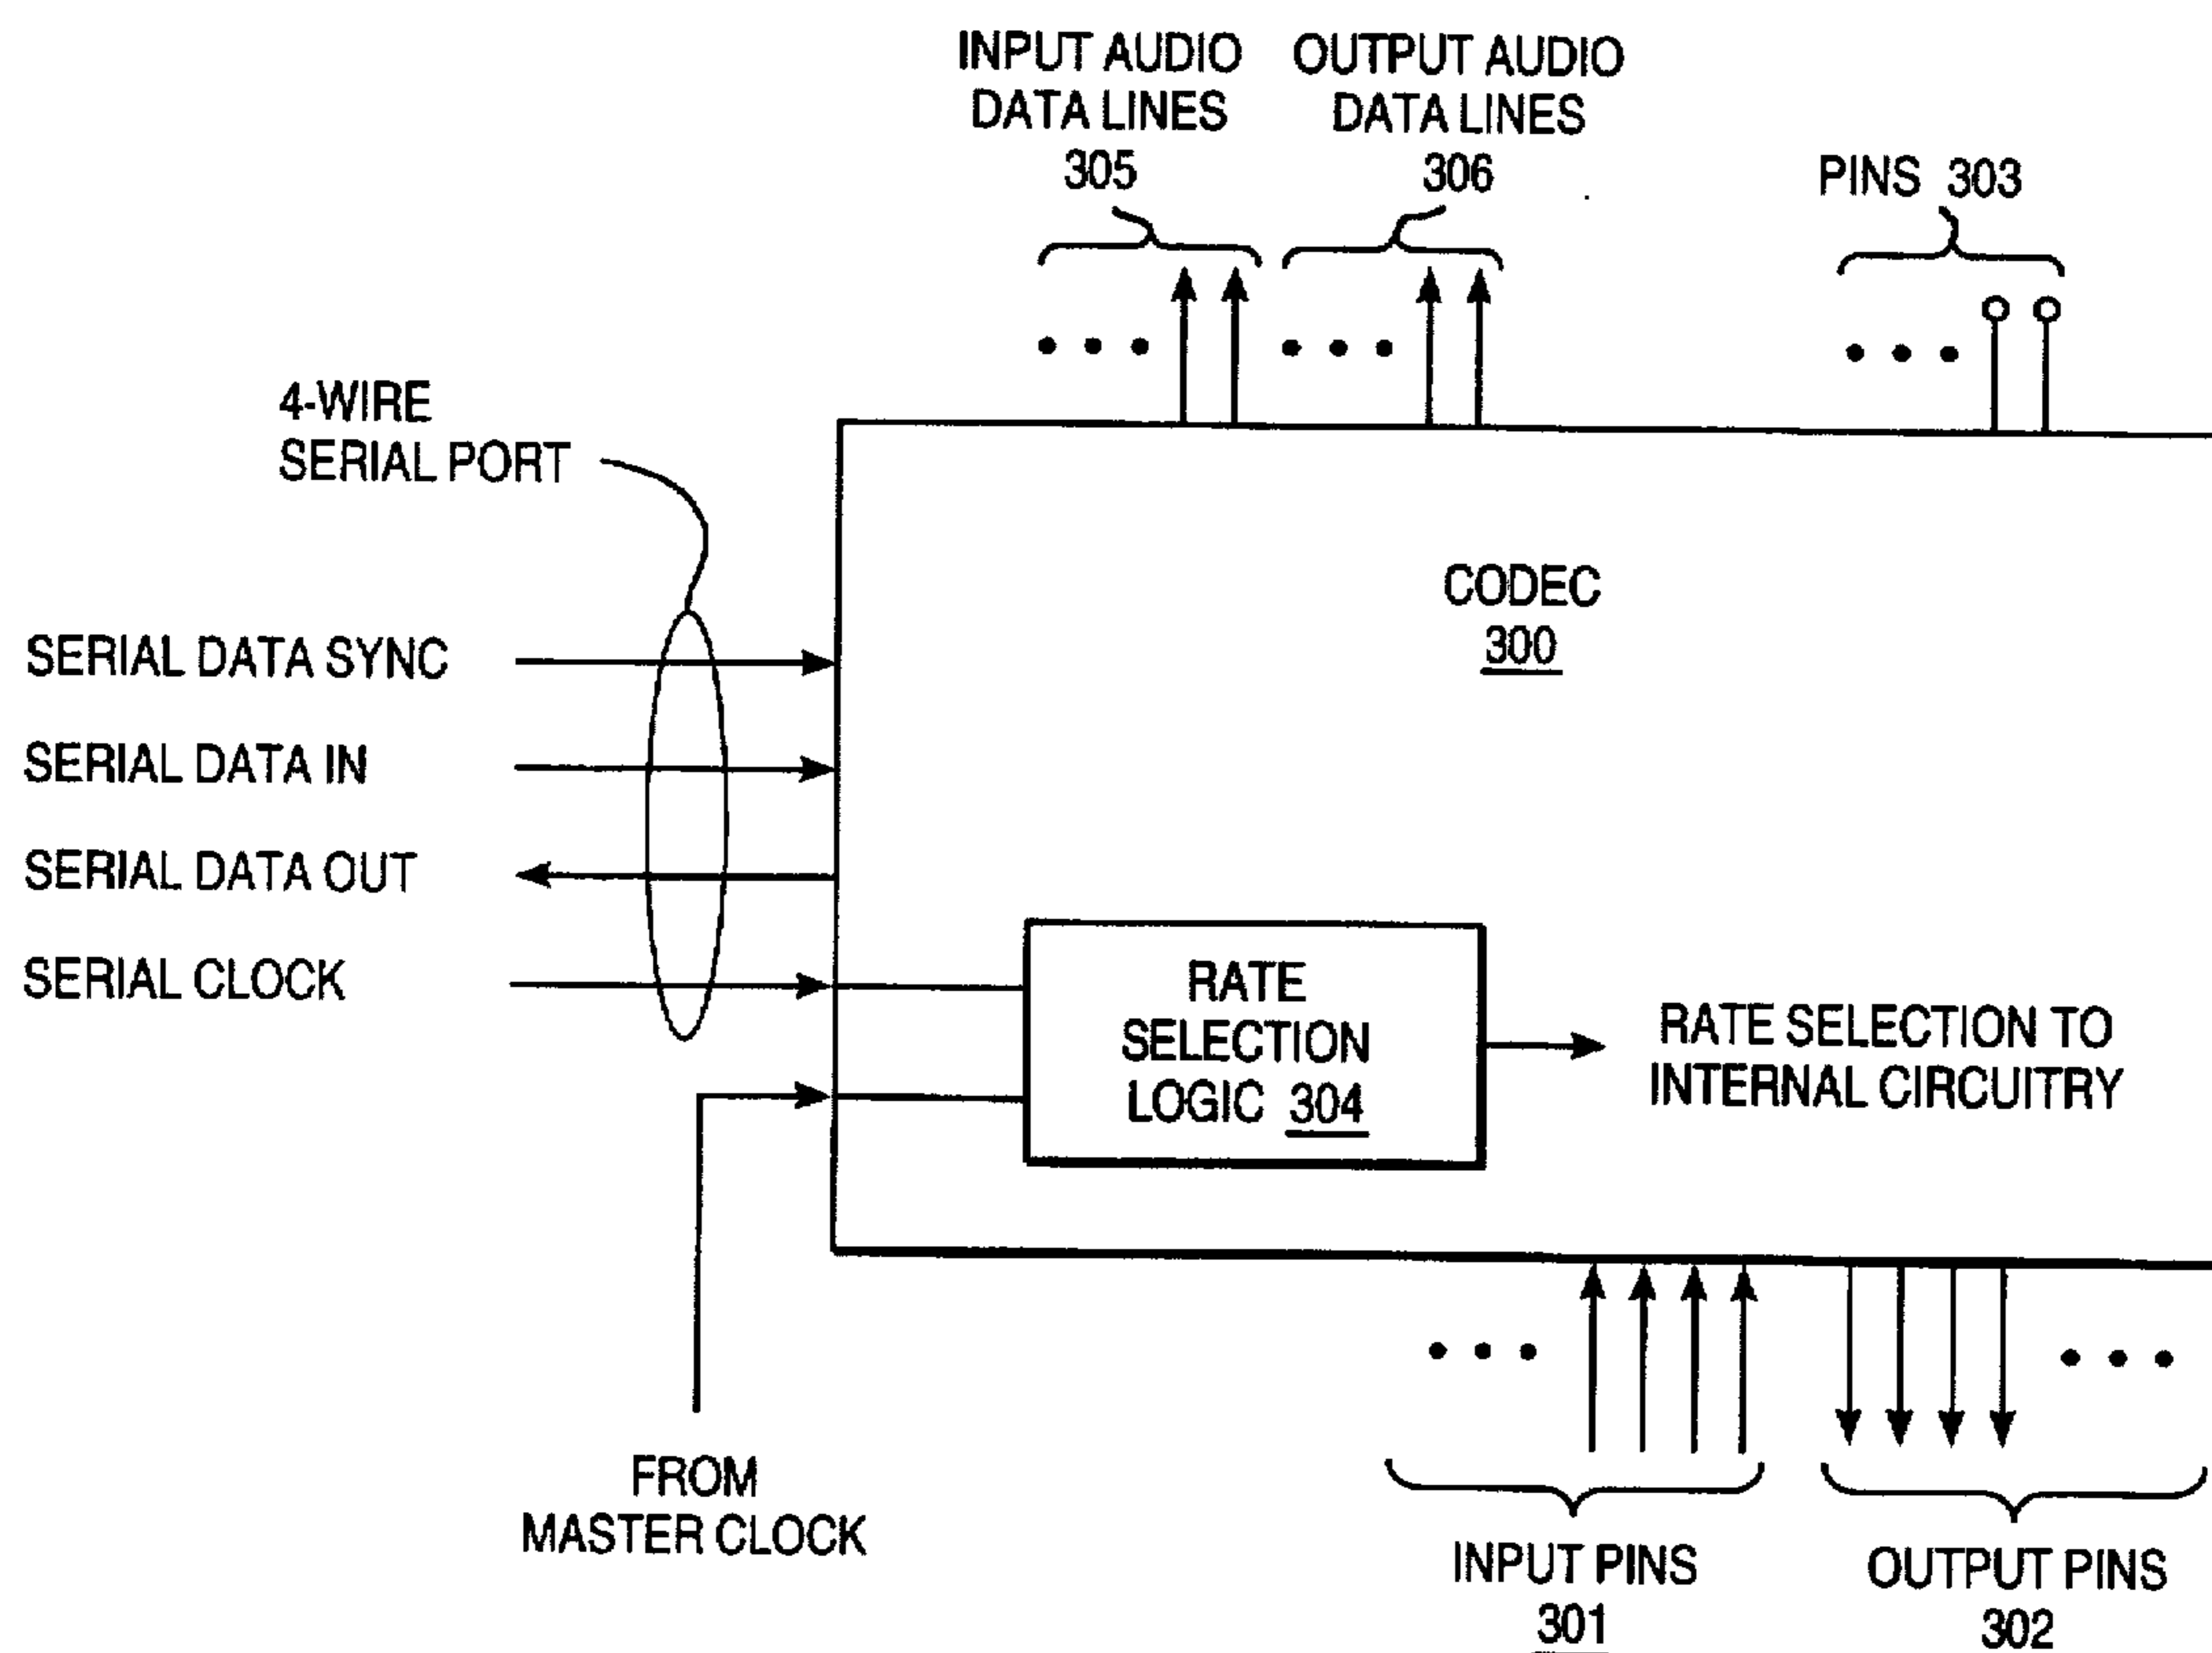 INPUT AUDIO
DATA LINES
305
OUTPUT AUDIO
DATA LINES
306
PINS 303
4-WIRE
SERIAL PORT
CODEC
300
SERIAL DATA SYNC
SERIAL DATA IN
SERIAL DATA OUT
SERIAL CLOCK
RATE
SELECTION
LOGIC 304
RATE SELECTION TO
INTERNAL CIRCUITRY
FROM
MASTER CLOCK
INPUT PINS
301
OUTPUT PINS
302